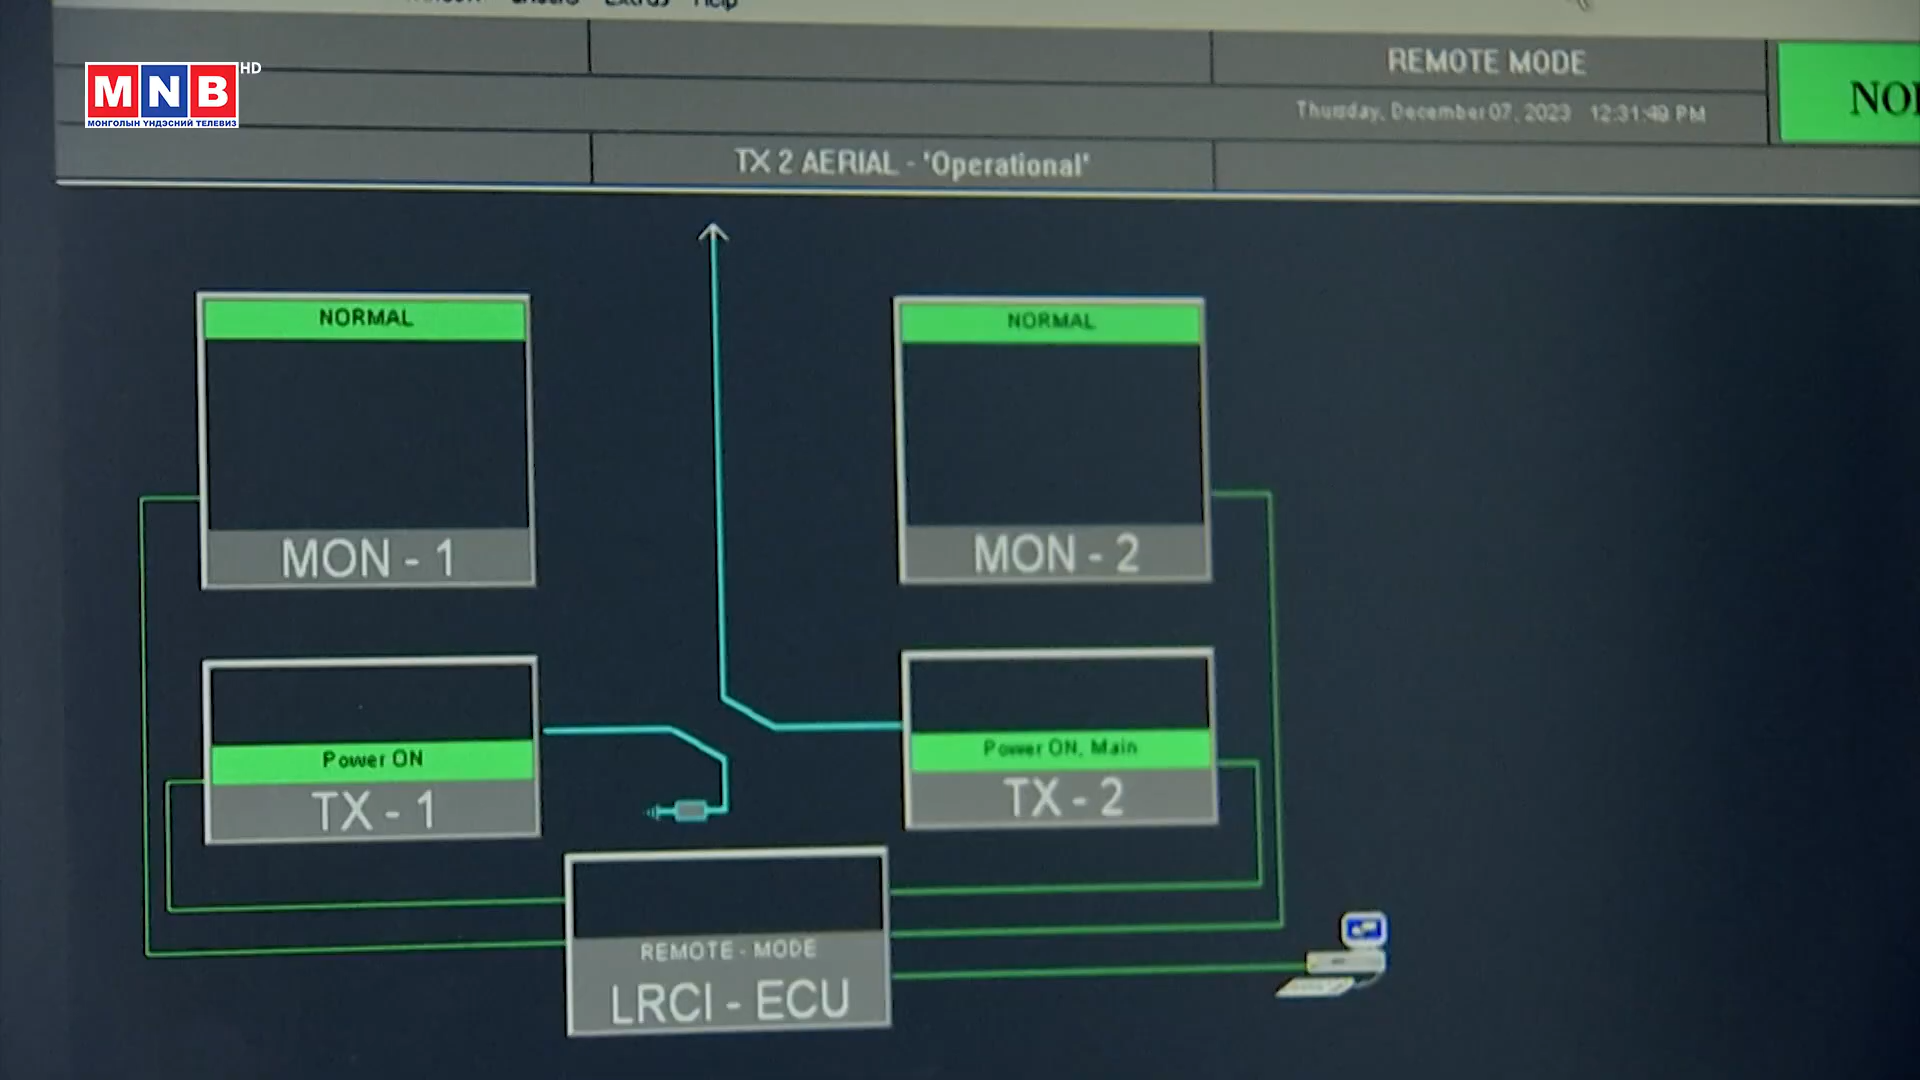 Extras Help
REMOTE MODE
MNB HD
МОНГОЛЫН ҮНДЭСНИЙ ТЕЛЕВИЗ
Thursday, December 07, 2023 12:31:49 PM
TX 2 AERIAL - 'Operational'
NORMAL
NORMAL
MON - 1
MON - 2
Power ON
Power ON, Main
TX - 1
TX - 2
REMOTE - MODE
LRCI - ECU